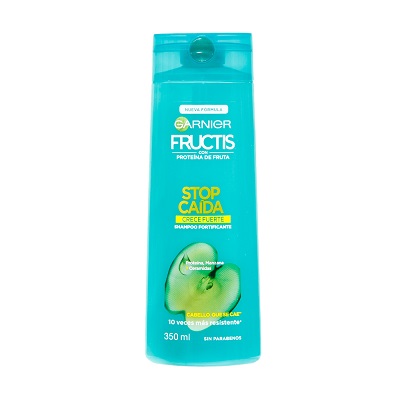 NUEVA FÓRMULA
GARNIER
FRUCTIS
CON
PROTEÍNA DE FRUTA
STOP
CAÍDA
CRECE FUERTE
SHAMPOO FORTIFICANTE
Proteína, Manzana
Ceramidas
CABELLO QUE SE CAE*
10 veces más resistente*
350 ml
SIN PARABENOS